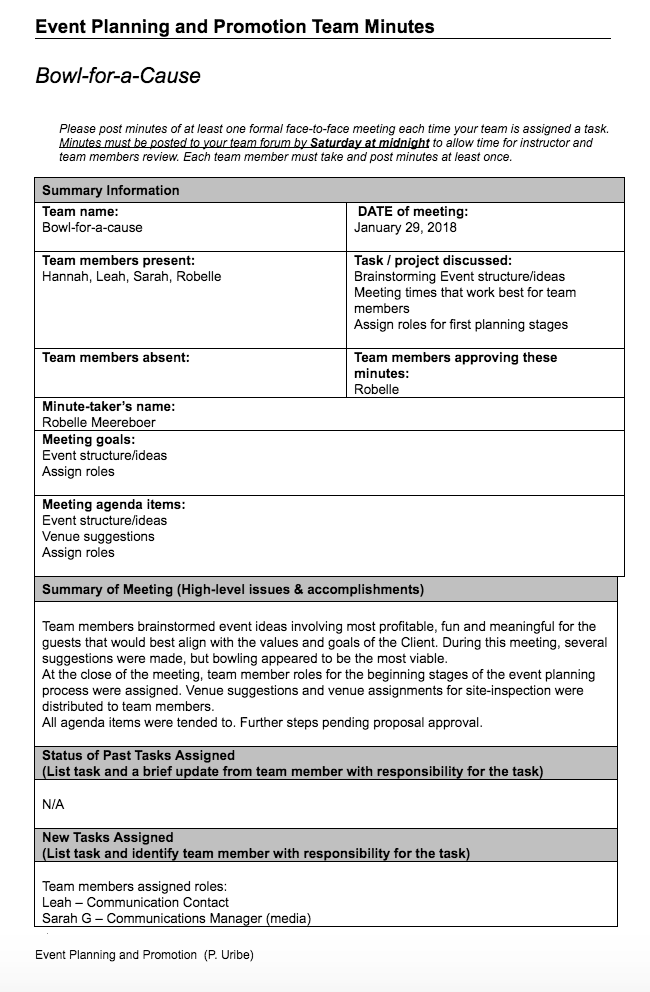 Event Planning and Promotion Team Minutes
Bowl-for-a-Cause
Please post minutes of at least one formal face-to-face meeting each time your team is assigned a task.
Minutes must be posted to your team forum by Saturday at midnight to allow time for instructor and
team members review. Each team member must take and post minutes at least once.
Summary Information
Team name:
Bowl-for-a-cause
DATE of meeting:
January 29, 2018
Team members present:
Hannah, Leah, Sarah, Robelle
Task / project discussed:
Brainstorming Event structure/ideas
Meeting times that work best for team
members
Assign roles for first planning stages
Team members absent:
Team members approving these
minutes:
Robelle
Minute-taker's name:
Robelle Meereboer
Meeting goals:
Event structure/ideas
Assign roles
Meeting agenda items:
Event structure/ideas
Venue suggestions
Assign roles
Summary of Meeting (High-level issues & accomplishments)
Team members brainstormed event ideas involving most profitable, fun and meaningful for the
guests that would best align with the values and goals of the Client. During this meeting, several
suggestions were made, but bowling appeared to be the most viable.
At the close of the meeting, team member roles for the beginning stages of the event planning
process were assigned. Venue suggestions and venue assignments for site-inspection were
distributed to team members.
All agenda items were tended to. Further steps pending proposal approval.
Status of Past Tasks Assigned
(List task and a brief update from team member with responsibility for the task)
N/A
New Tasks Assigned
(List task and identify team member with responsibility for the task)
Team members assigned roles:
Leah – Communication Contact
Sarah G – Communications Manager (media)
Event Planning and Promotion (P. Uribe)